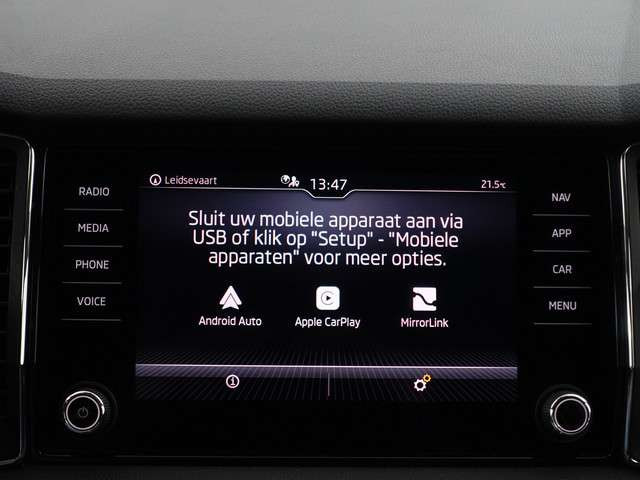 Leidsevaart 13:47 21.5℃
RADIO
MEDIA
PHONE
VOICE
Sluit uw mobiele apparaat aan via
USB of klik op "Setup" - "Mobiele
apparaten" voor meer opties.
Android Auto Apple CarPlay MirrorLink
NAV
APP
CAR
MENU